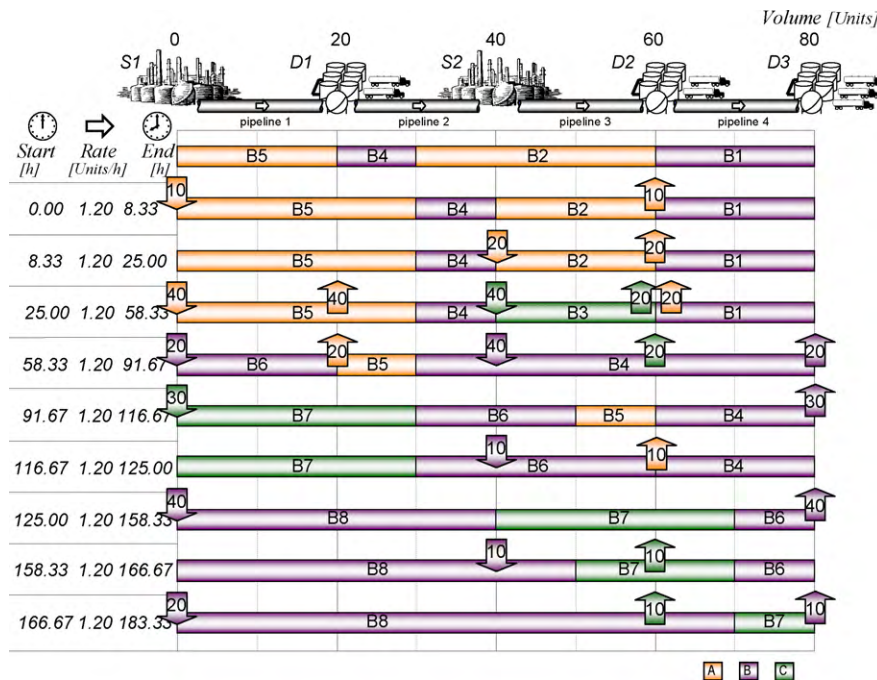 Volume [Units]
0 20 40 60 80
S1 D1 S2 D2 D3
pipeline 1 pipeline 2 pipeline 3 pipeline 4
Start Rate End
[h] [Units/h] [h]
B5 B4 B2 B1
10 10
0.00 1.20 8.33 B5 B4 B2 B1
20 20
8.33 1.20 25.00 B5 B4 B2 B1
40 40 40 20 20
25.00 1.20 58.33 B5 B4 B3 B1
20 20 40 20 20
58.33 1.20 91.67 B6 B5 B4
30 30
91.67 1.20 116.67 B7 B6 B5 B4
10 10
116.67 1.20 125.00 B7 B6 B4
40 40
125.00 1.20 158.33 B8 B7 B6
10 10
158.33 1.20 166.67 B8 B7 B6
20 10 10
166.67 1.20 183.33 B8 B7
A B C